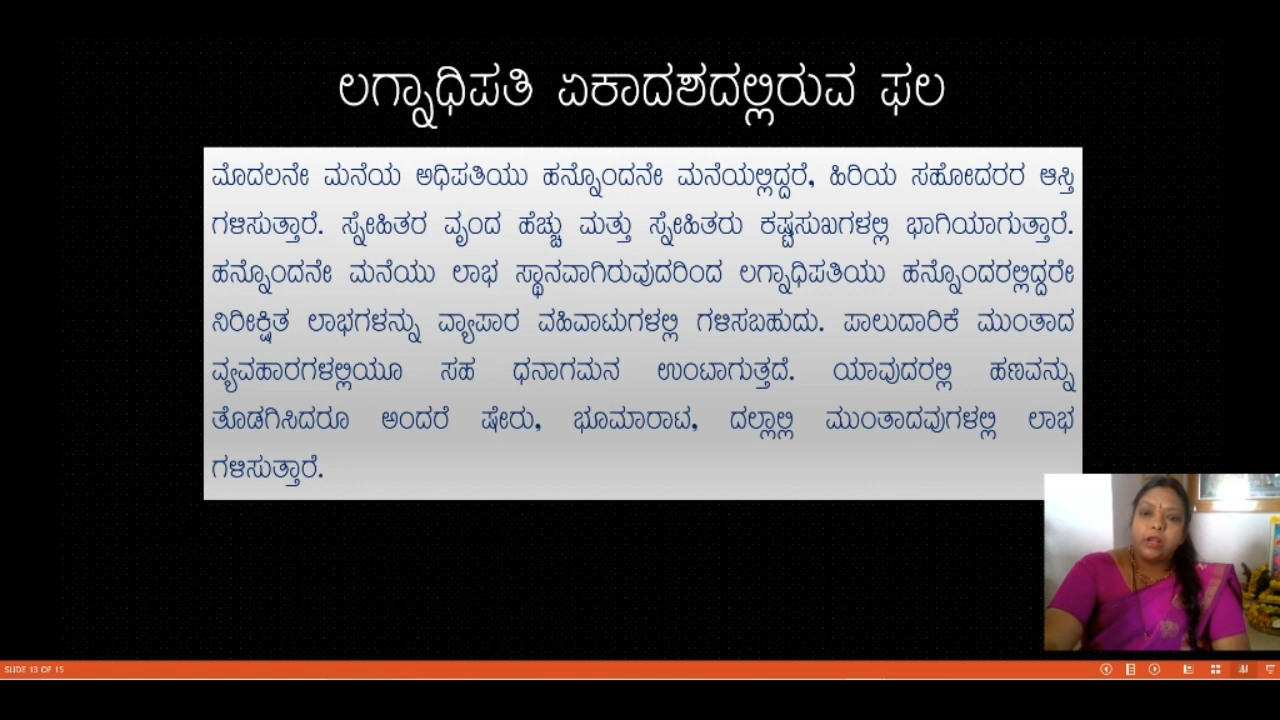 ಲಗ್ನಾಧಿಪತಿ ಏಕಾದಶದಲ್ಲಿರುವ ಫಲ
ಮೊದಲನೇ ಮನೆಯ ಅಧಿಪತಿಯು ಹನ್ನೊಂದನೇ ಮನೆಯಲ್ಲಿದ್ದರೆ, ಹಿರಿಯ ಸಹೋದರರ ಆಸ್ತಿ
ಗಳಿಸುತ್ತಾರೆ. ಸ್ನೇಹಿತರ ವೃಂದ ಹೆಚ್ಚು ಮತ್ತು ಸ್ನೇಹಿತರು ಕಷ್ಟಸುಖಗಳಲ್ಲಿ ಭಾಗಿಯಾಗುತ್ತಾರೆ.
ಹನ್ನೊಂದನೇ ಮನೆಯು ಲಾಭ ಸ್ಥಾನವಾಗಿರುವುದರಿಂದ ಲಗ್ನಾಧಿಪತಿಯು ಹನ್ನೊಂದರಲ್ಲಿದ್ದರೇ
ನಿರೀಕ್ಷಿತ ಲಾಭಗಳನ್ನು ವ್ಯಾಪಾರ ವಹಿವಾಟುಗಳಲ್ಲಿ ಗಳಿಸಬಹುದು. ಪಾಲುದಾರಿಕೆ ಮುಂತಾದ
ವ್ಯವಹಾರಗಳಲ್ಲಿಯೂ ಸಹ ಧನಾಗಮನ ಉಂಟಾಗುತ್ತದೆ. ಯಾವುದರಲ್ಲಿ ಹಣವನ್ನು
ತೊಡಗಿಸಿದರೂ ಅಂದರೆ ಷೇರು, ಭೂಮಾರಾಟ, ದಲ್ಲಾಲ್ಲಿ ಮುಂತಾದವುಗಳಲ್ಲಿ ಲಾಭ
ಗಳಿಸುತ್ತಾರೆ.
SLIDE 13 OF 15